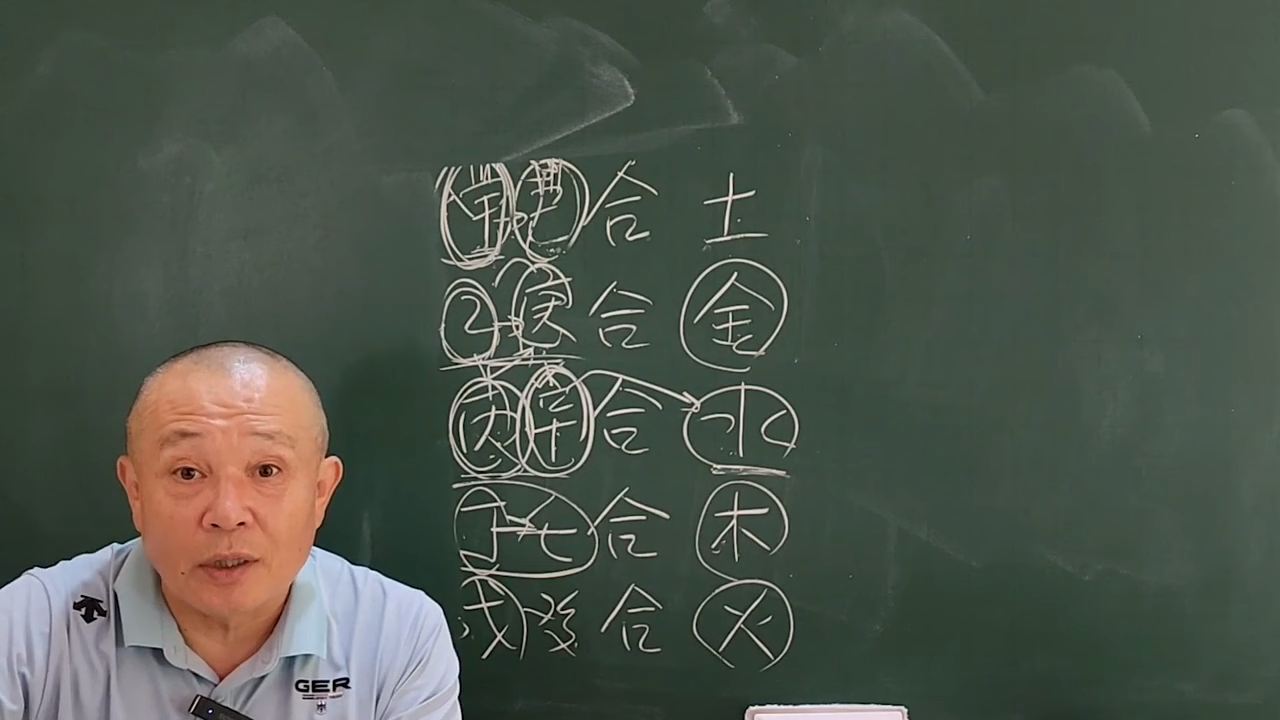 甲己合 土
乙庚合 金
丙辛合 水
丁壬合 木
戊癸合 火
GER